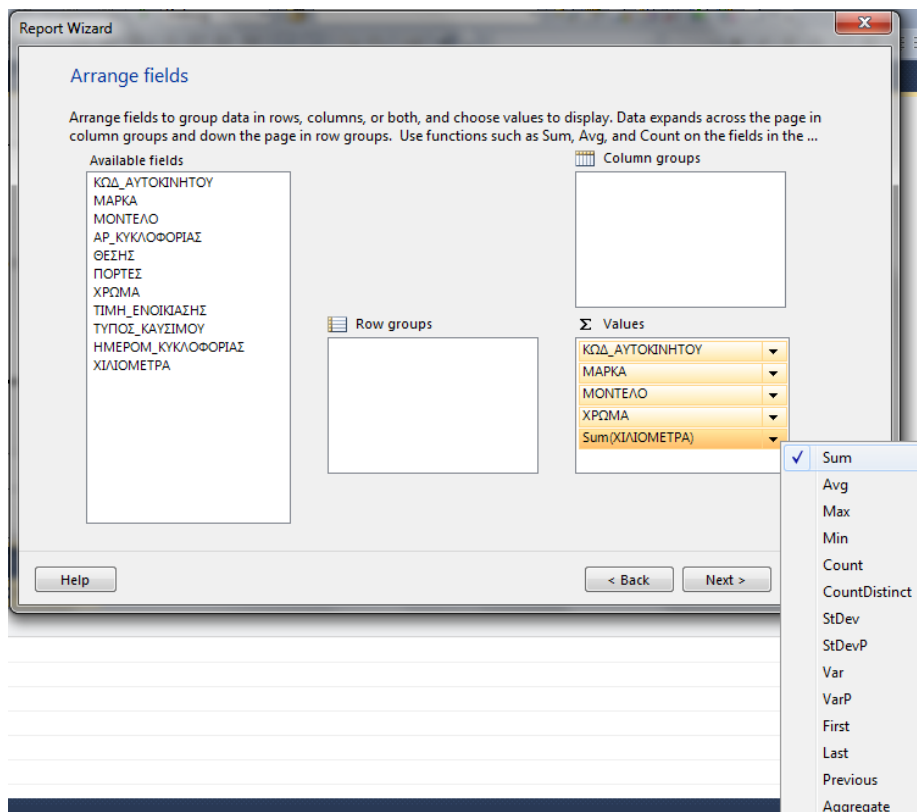 Report Wizard
Arrange fields
Arrange fields to group data in rows, columns, or both, and choose values to display. Data expands across the page in
column groups and down the page in row groups. Use functions such as Sum, Avg, and Count on the fields in the ...
Available fields
ΚΩΔ_ΑΥΤΟΚΙΝΗΤΟΥ
ΜΑΡΚΑ
ΜΟΝΤΕΛΟ
ΑΡ_ΚΥΚΛΟΦΟΡΙΑΣ
ΘΕΣΗΣ
ΠΟΡΤΕΣ
ΧΡΩΜΑ
ΤΙΜΗ_ΕΝΟΙΚΙΑΣΗΣ
ΤΥΠΟΣ_ΚΑΥΣΙΜΟΥ
ΗΜΕΡΟΜ_ΚΥΚΛΟΦΟΡΙΑΣ
ΧΙΛΙΟΜΕΤΡΑ
Column groups
Row groups
Σ Values
ΚΩΔ_ΑΥΤΟΚΙΝΗΤΟΥ
ΜΑΡΚΑ
ΜΟΝΤΕΛΟ
ΧΡΩΜΑ
Sum(ΧΙΛΙΟΜΕΤΡΑ)
✓ Sum
Avg
Max
Min
Count
CountDistinct
StDev
StDevP
Var
VarP
First
Last
Previous
Aggregate
Help
< Back
Next >